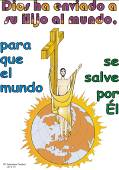 Dios ha enviado a
su Hijo al mundo,
para
que
el
mundo
se
salve
por
Él